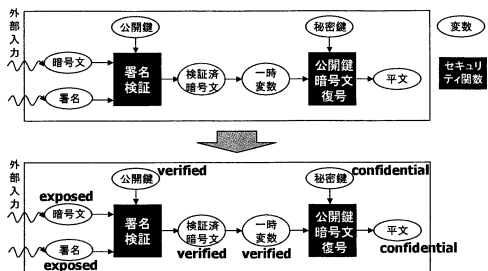 外部入力
公開鍵
秘密鍵
変数
暗号文
署名
署名検証
検証済暗号文
一時変数
公開鍵暗号文復号
平文
セキュリティ関数
外部入力
公開鍵
verified
秘密鍵
confidential
exposed
暗号文
署名
exposed
署名検証
検証済暗号文
verified
一時変数
verified
公開鍵暗号文復号
平文
confidential